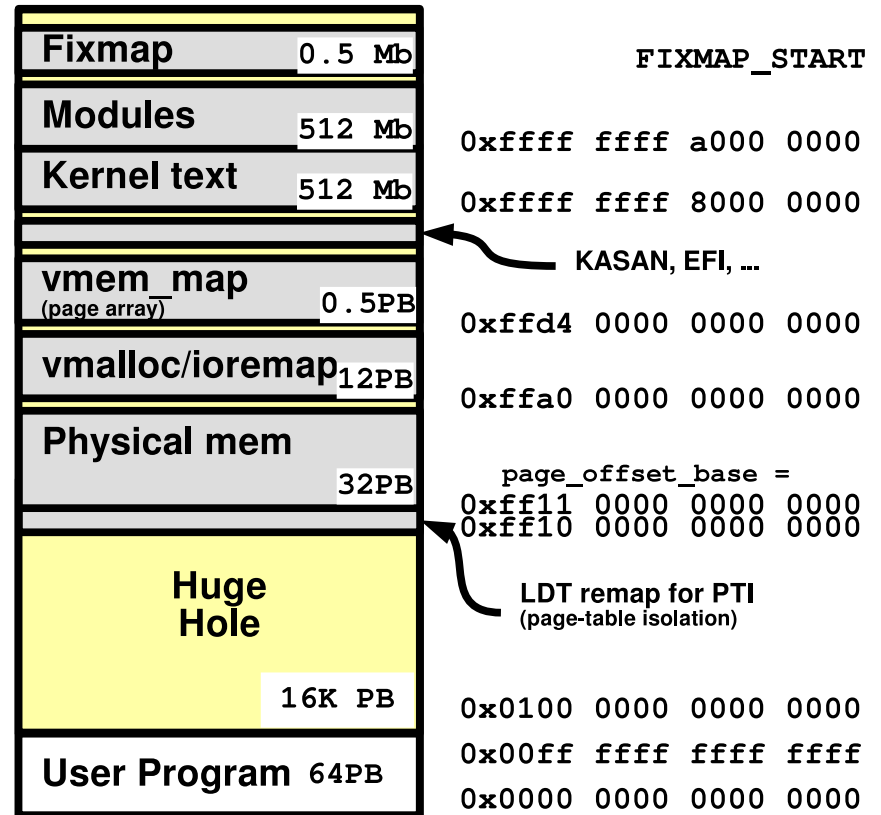 Fixmap 0.5 Mb FIXMAP_START
Modules 512 Mb 0xffff ffff a000 0000
Kernel text 512 Mb 0xffff ffff 8000 0000
KASAN, EFI, ...
vmem_map
(page array) 0.5PB 0xffd4 0000 0000 0000
vmalloc/ioremap 12PB 0xffa0 0000 0000 0000
Physical mem
page_offset_base =
32PB 0xff11 0000 0000 0000
0xff10 0000 0000 0000
Huge
Hole
LDT remap for PTI
(page-table isolation)
16K PB 0x0100 0000 0000 0000
0x00ff ffff ffff ffff
User Program 64PB
0x0000 0000 0000 0000